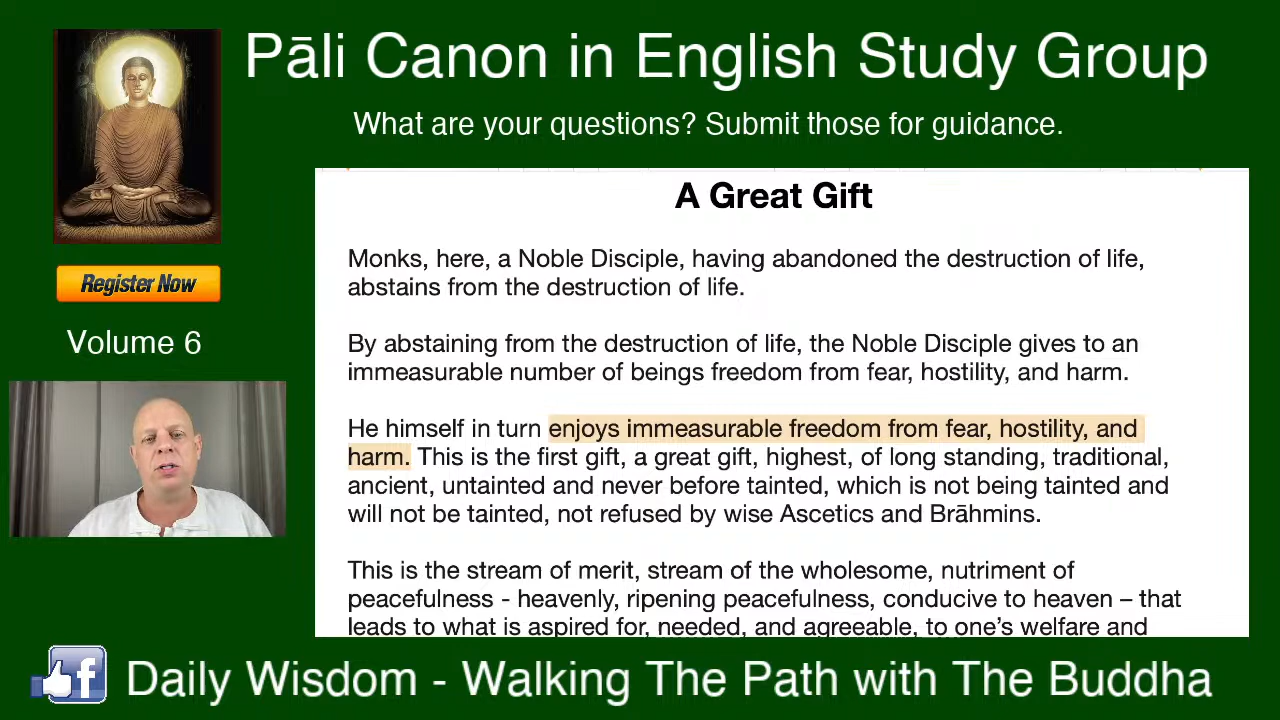 Pāli Canon in English Study Group
What are your questions? Submit those for guidance.
Register Now
Volume 6
A Great Gift
Monks, here, a Noble Disciple, having abandoned the destruction of life,
abstains from the destruction of life.
By abstaining from the destruction of life, the Noble Disciple gives to an
immeasurable number of beings freedom from fear, hostility, and harm.
He himself in turn enjoys immeasurable freedom from fear, hostility, and
harm. This is the first gift, a great gift, highest, of long standing, traditional,
ancient, untainted and never before tainted, which is not being tainted and
will not be tainted, not refused by wise Ascetics and Brāhmins.
This is the stream of merit, stream of the wholesome, nutriment of
peacefulness - heavenly, ripening peacefulness, conducive to heaven – that
leads to what is aspired for, needed, and agreeable, to one’s welfare and
f
Daily Wisdom - Walking The Path with The Buddha